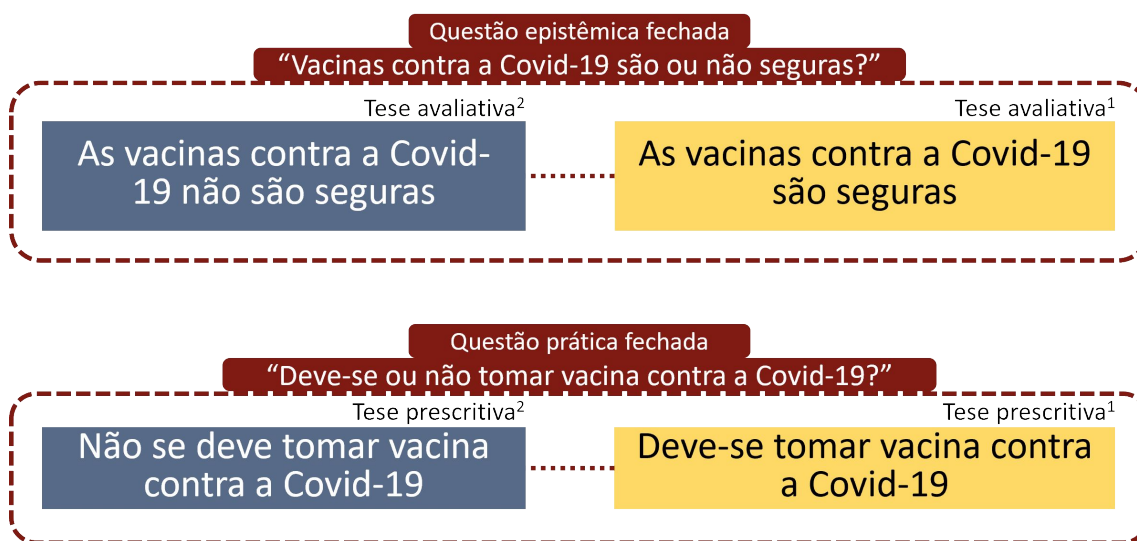 Questão epistêmica fechada
“Vacinas contra a Covid-19 são ou não seguras?”
Tese avaliativa²
As vacinas contra a Covid-
19 não são seguras
Tese avaliativa¹
As vacinas contra a Covid-19
são seguras
Questão prática fechada
“Deve-se ou não tomar vacina contra a Covid-19?”
Tese prescritiva²
Não se deve tomar vacina
contra a Covid-19
Tese prescritiva¹
Deve-se tomar vacina contra
a Covid-19